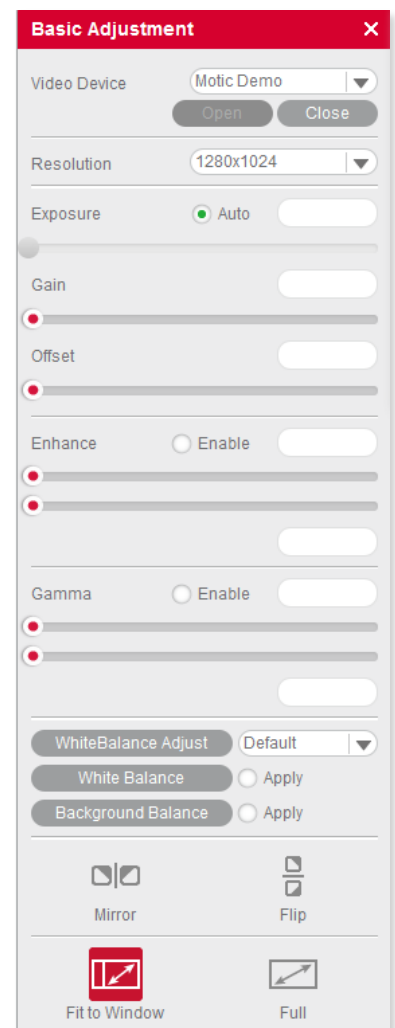 Basic Adjustment
Video Device Motic Demo
Open Close
Resolution 1280x1024
Exposure Auto
Gain
Offset
Enhance Enable
Gamma Enable
WhiteBalance Adjust Default
White Balance Apply
Background Balance Apply
Mirror Flip
Fit to Window Full